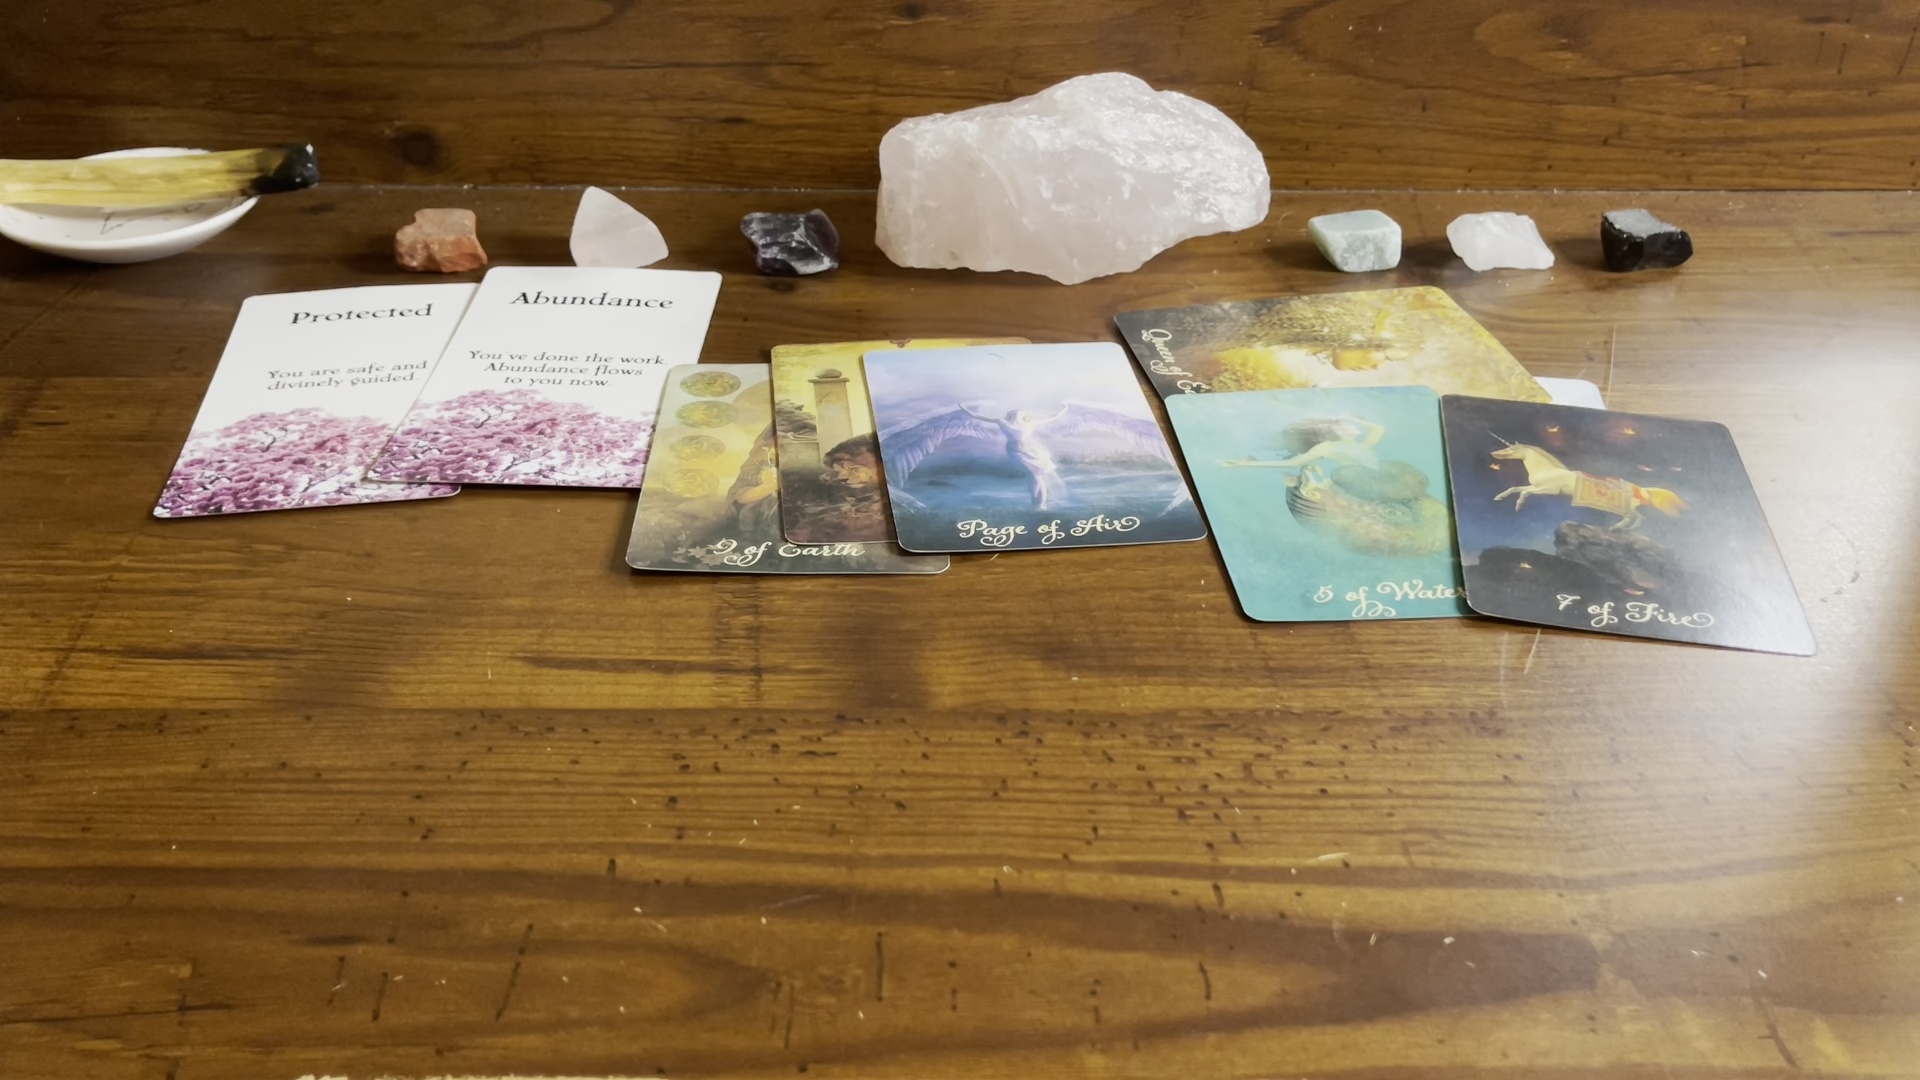 Protected
You are safe and
divinely guided
Abundance
You've done the work.
Abundance flows
to you now.
9 of Earth
Page of Air
Queen of
5 of Water
7 of Fire